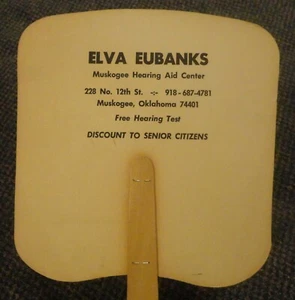 ELVA EUBANKS
Muskogee Hearing Aid Center
228 No. 12th St. -:- 918-687-4781
Muskogee, Oklahoma 74401
Free Hearing Test
DISCOUNT TO SENIOR CITIZENS